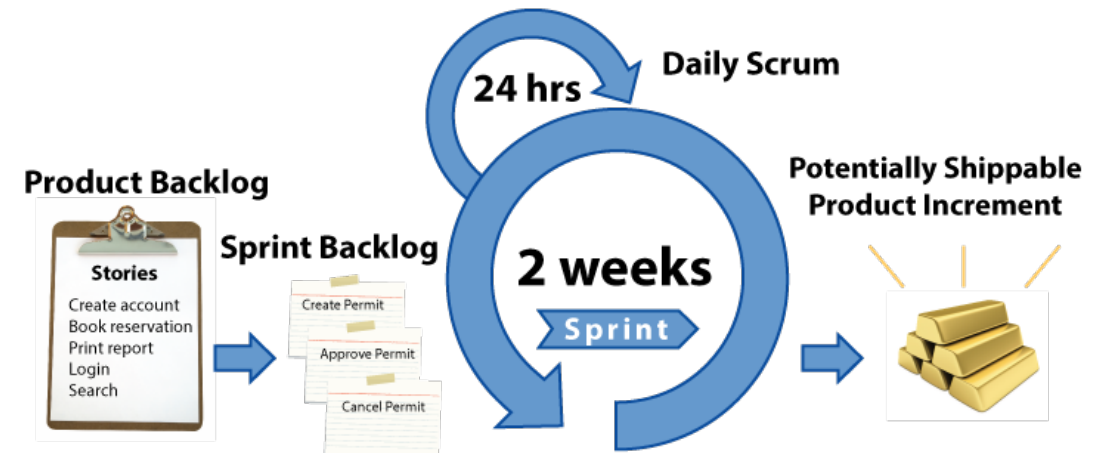 Product Backlog
Stories
Create account
Book reservation
Print report
Login
Search
Sprint Backlog
Create Permit
Approve Permit
Cancel Permit
24 hrs
Daily Scrum
2 weeks
Sprint
Potentially Shippable
Product Increment